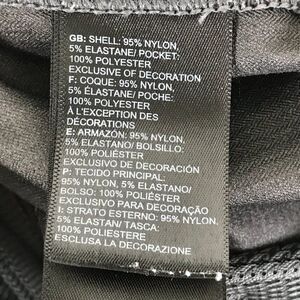 GB: SHELL: 95% NYLON,
5% ELASTANE/ POCKET:
100% POLYESTER
EXCLUSIVE OF DECORATION
F: COQUE: 95% NYLON,
5% ÉLASTANE/ POCHE:
100% POLYESTER
À L'EXCEPTION DES
DÉCORATIONS
E: ARMAZÓN: 95% NYLON,
5% ELASTANO/ BOLSILLO:
100% POLIÉSTER
EXCLUSIVO DE DECORACIÓN
P: TECIDO PRINCIPAL:
95% NYLON, 5% ELASTANO/
BOLSO: 100% POLIÉSTER
EXCLUSIVO PARA DECORAÇÃO
I: STRATO ESTERNO: 95% NYLON,
5% ELASTAN/ TASCA:
100% POLIESTERE
ESCLUSA LA DECORAZIONE